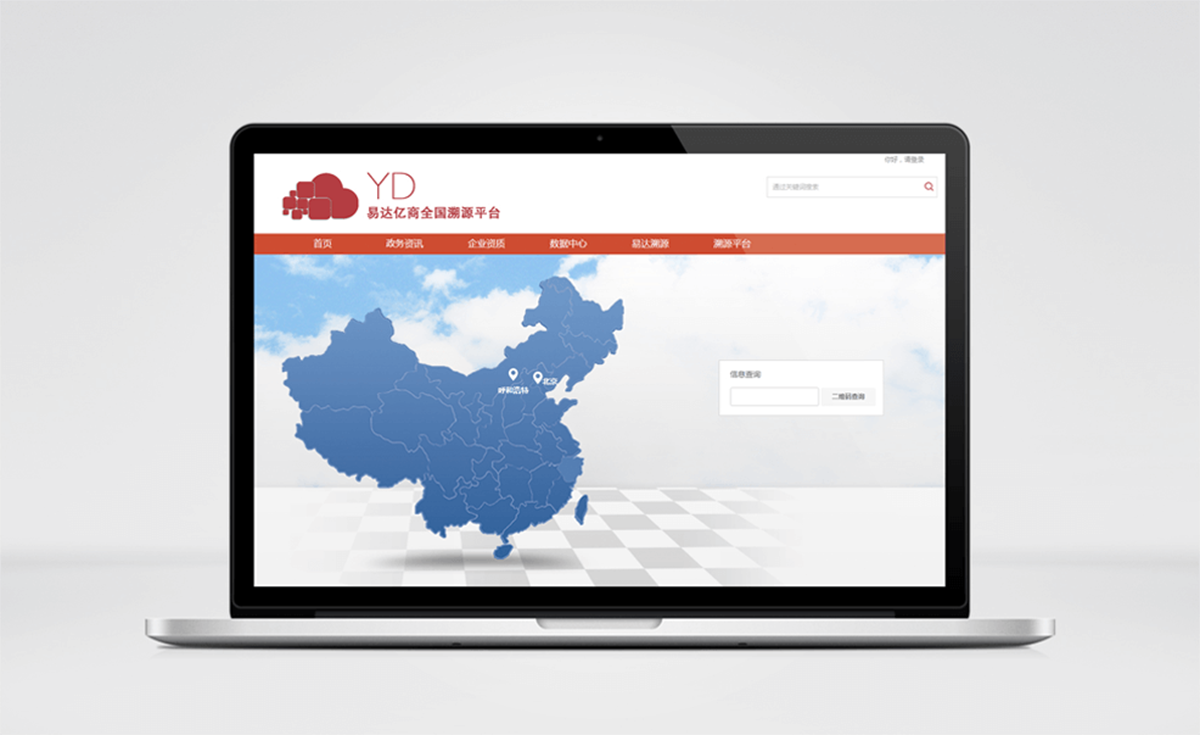 你好，请登录
YD
易达亿商全国溯源平台
通过关键词搜索
首页 政务资讯 企业资质 数据中心 易达溯源 溯源平台
呼和浩特
北京
信息查询
二维码查询